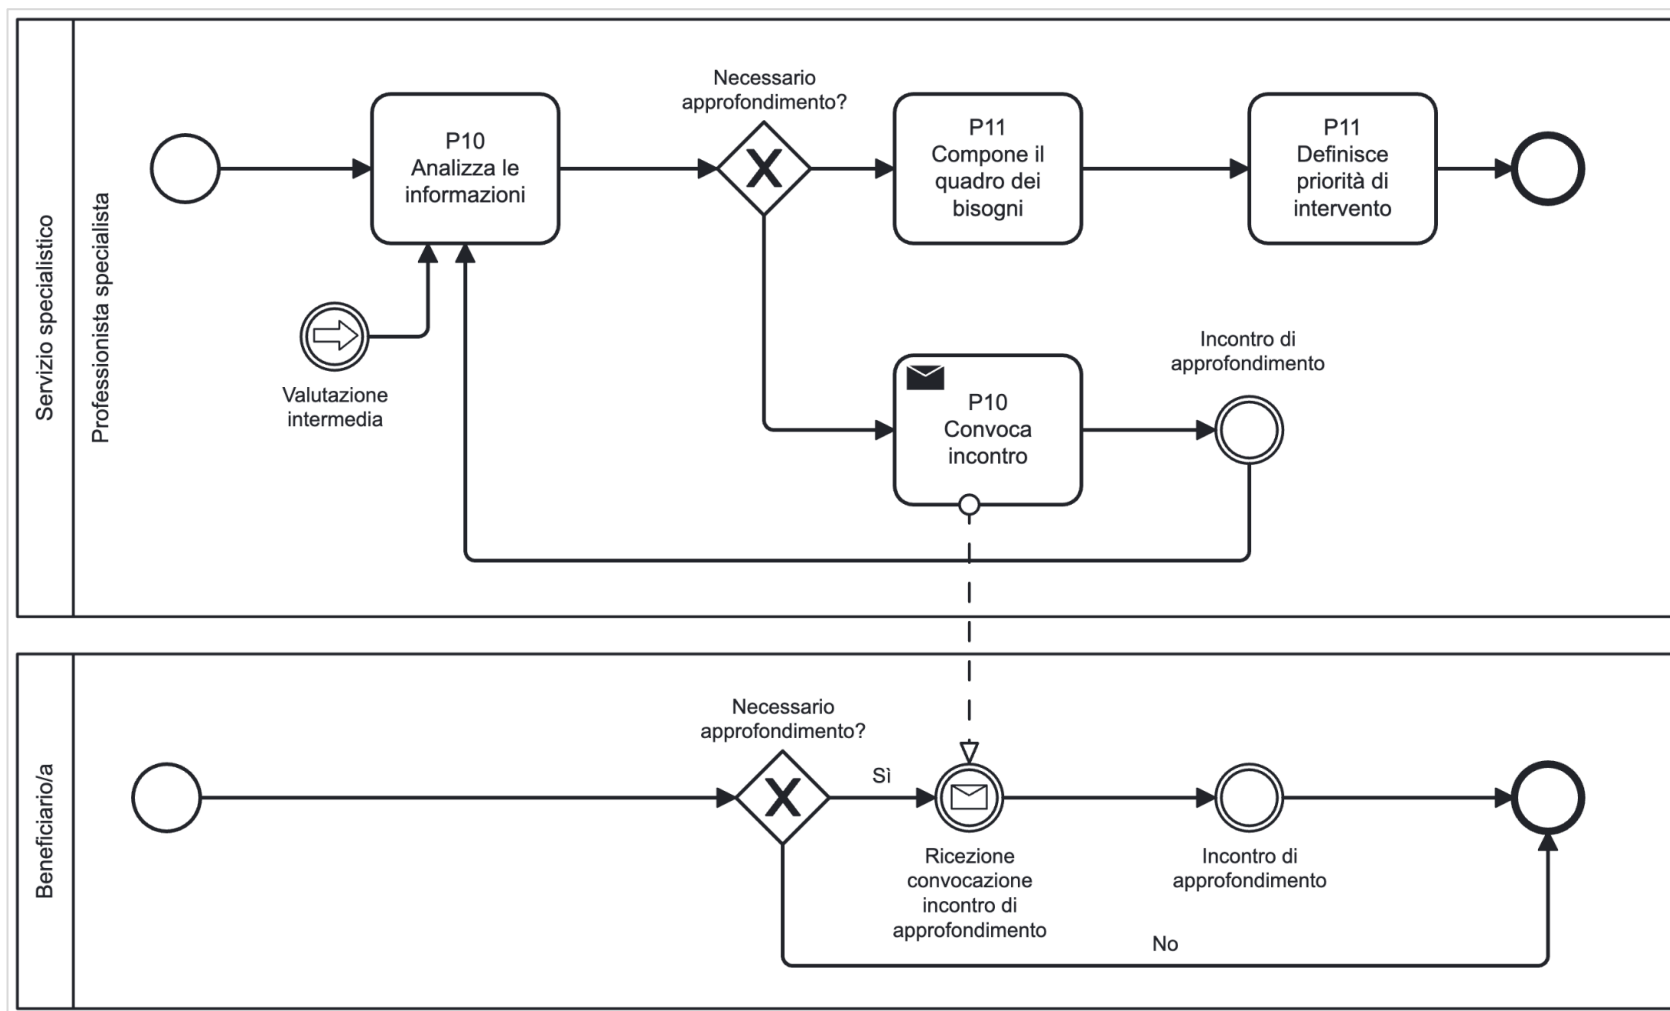 Servizio specialistico
Professionista specialista
P10
Analizza le
informazioni
Necessario
approfondimento?
P11
Compone il
quadro dei
bisogni
P11
Definisce
priorità di
intervento
Valutazione
intermedia
P10
Convoca
incontro
Incontro di
approfondimento
Beneficiario/a
Necessario
approfondimento?
Sì
Ricezione
convocazione
incontro di
approfondimento
Incontro di
approfondimento
No